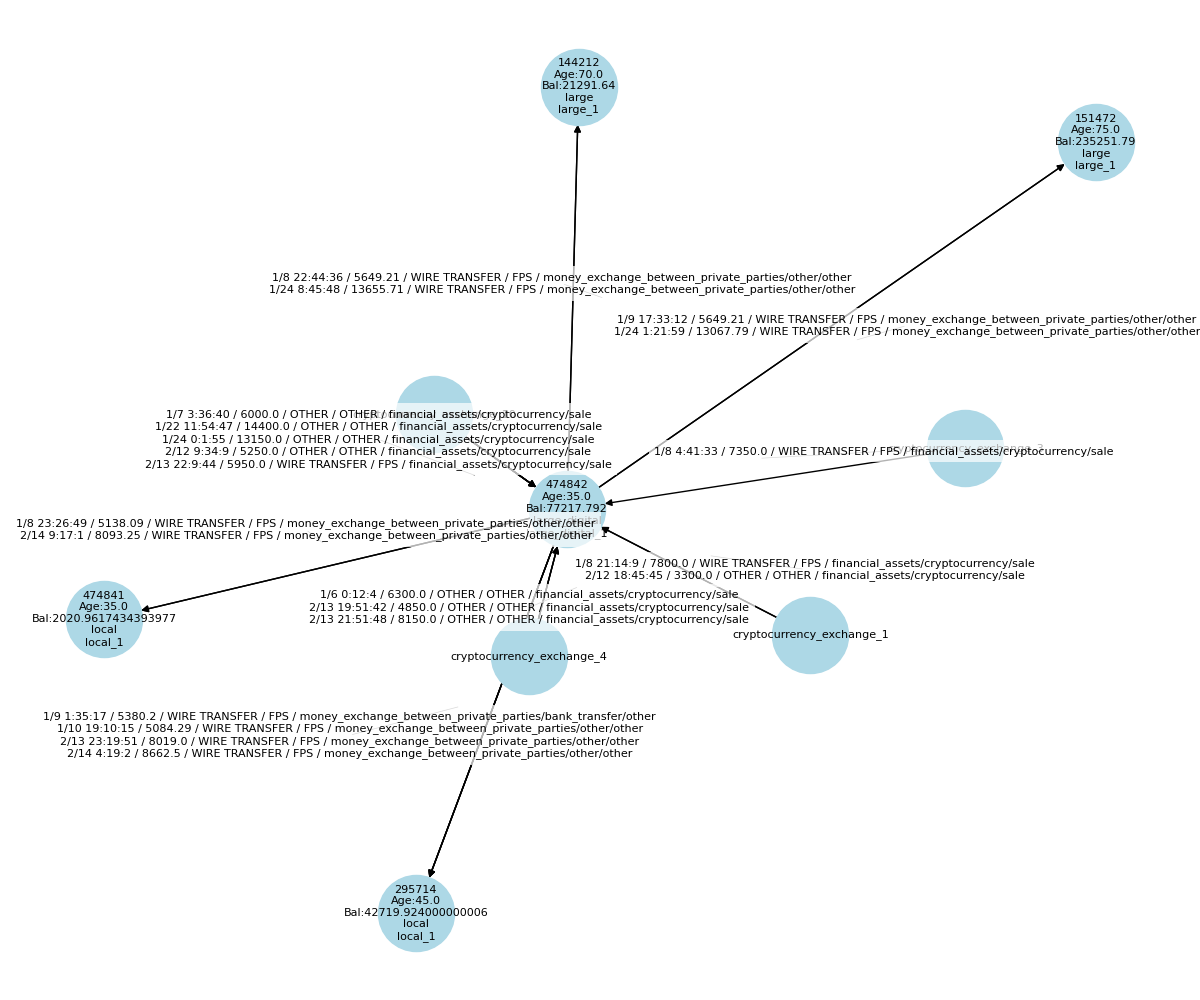 144212
Age:70.0
Bal:21291.64
large
large_1
151472
Age:75.0
Bal:235251.79
large
large_1
1/8 22:44:36 / 5649.21 / WIRE TRANSFER / FPS / money_exchange_between_private_parties/other/other
1/24 8:45:48 / 13655.71 / WIRE TRANSFER / FPS / money_exchange_between_private_parties/other/other
1/9 17:33:12 / 5649.21 / WIRE TRANSFER / FPS / money_exchange_between_private_parties/other/other
1/24 1:21:59 / 13067.79 / WIRE TRANSFER / FPS / money_exchange_between_private_parties/other/other
1/7 3:36:40 / 6000.0 / OTHER / OTHER / financial_assets/cryptocurrency/sale
1/22 11:54:47 / 14400.0 / OTHER / OTHER / financial_assets/cryptocurrency/sale
1/24 0:1:55 / 13150.0 / OTHER / OTHER / financial_assets/cryptocurrency/sale
2/12 9:34:9 / 5250.0 / OTHER / OTHER / financial_assets/cryptocurrency/sale
2/13 22:9:44 / 5950.0 / WIRE TRANSFER / FPS / financial_assets/cryptocurrency/sale
cryptocurrency_exchange_3
1/8 4:41:33 / 7350.0 / WIRE TRANSFER / FPS / financial_assets/cryptocurrency/sale
474842
Age:35.0
Bal:77217.792
1/8 23:26:49 / 5138.09 / WIRE TRANSFER / FPS / money_exchange_between_private_parties/other/other
2/14 9:17:1 / 8093.25 / WIRE TRANSFER / FPS / money_exchange_between_private_parties/other/other
1/8 21:14:9 / 7800.0 / WIRE TRANSFER / FPS / financial_assets/cryptocurrency/sale
2/12 18:45:45 / 3300.0 / OTHER / OTHER / financial_assets/cryptocurrency/sale
474841
Age:35.0
Bal:2020.9617434393977
local
local_1
1/6 0:12:4 / 6300.0 / OTHER / OTHER / financial_assets/cryptocurrency/sale
2/13 19:51:42 / 4850.0 / OTHER / OTHER / financial_assets/cryptocurrency/sale
2/13 21:51:48 / 8150.0 / OTHER / OTHER / financial_assets/cryptocurrency/sale
cryptocurrency_exchange_1
cryptocurrency_exchange_4
1/9 1:35:17 / 5380.2 / WIRE TRANSFER / FPS / money_exchange_between_private_parties/bank_transfer/other
1/10 19:10:15 / 5084.29 / WIRE TRANSFER / FPS / money_exchange_between_private_parties/other/other
2/13 23:19:51 / 8019.0 / WIRE TRANSFER / FPS / money_exchange_between_private_parties/other/other
2/14 4:19:2 / 8662.5 / WIRE TRANSFER / FPS / money_exchange_between_private_parties/other/other
295714
Age:45.0
Bal:42719.924000000006
local
local_1